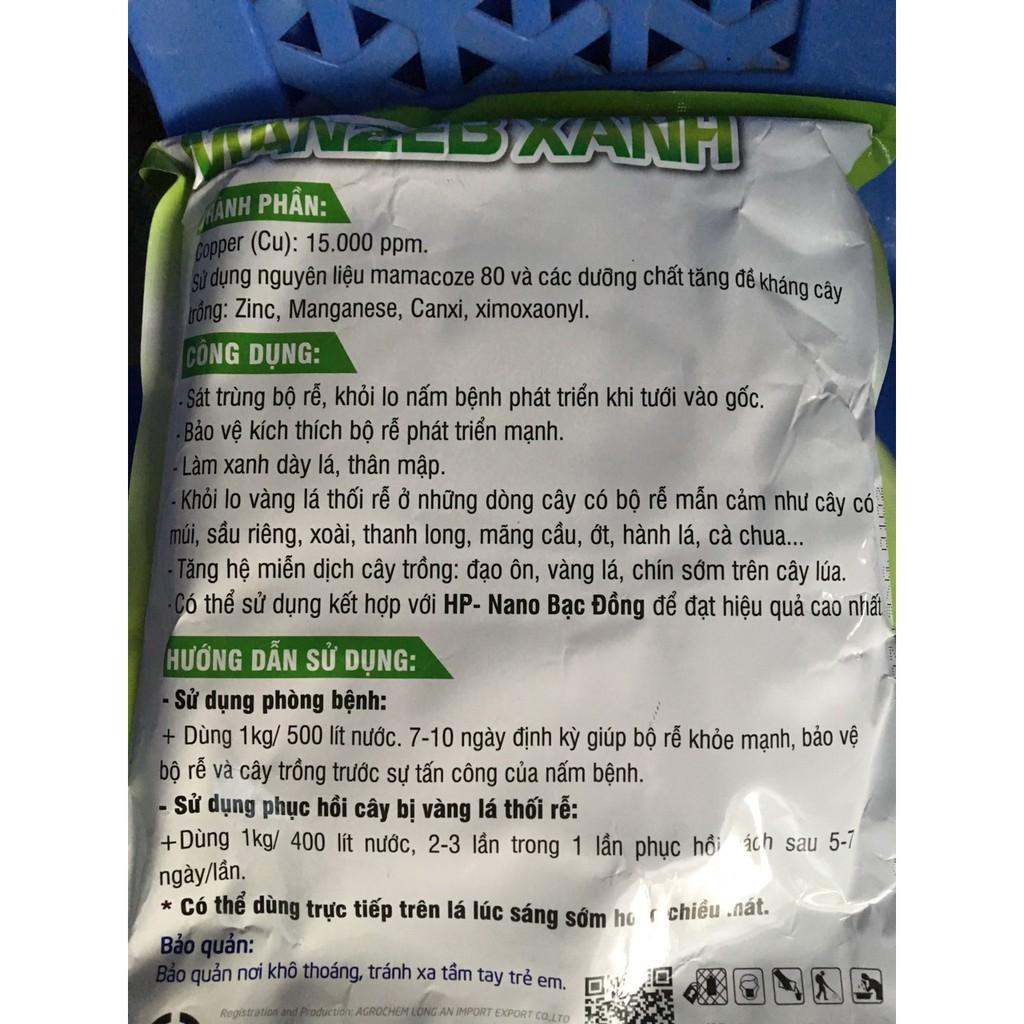 MANZEB XANH
THÀNH PHẦN:
Copper (Cu): 15.000 ppm.
Sử dụng nguyên liệu mamacoze 80 và các dưỡng chất tăng đề kháng cây
trồng: Zinc, Manganese, Canxi, ximoxaonyl.
CÔNG DỤNG:
- Sát trùng bộ rễ, khỏi lo nấm bệnh phát triển khi tưới vào gốc.
- Bảo vệ kích thích bộ rễ phát triển mạnh.
- Làm xanh dày lá, thân mập.
- Khỏi lo vàng lá thối rễ ở những dòng cây có bộ rễ mẫn cảm như cây có
múi, sầu riêng, xoài, thanh long, mãng cầu, ớt, hành lá, cà chua...
- Tăng hệ miễn dịch cây trồng: đạo ôn, vàng lá, chín sớm trên cây lúa.
- Có thể sử dụng kết hợp với HP- Nano Bạc Đồng để đạt hiệu quả cao nhất
HƯỚNG DẪN SỬ DỤNG:
- Sử dụng phòng bệnh:
+ Dùng 1kg/ 500 lít nước. 7-10 ngày định kỳ giúp bộ rễ khỏe mạnh, bảo vệ
bộ rễ và cây trồng trước sự tấn công của nấm bệnh.
- Sử dụng phục hồi cây bị vàng lá thối rễ:
+Dùng 1kg/ 400 lít nước, 2-3 lần trong 1 lần phục hồi cách sau 5-7
ngày/lần.
* Có thể dùng trực tiếp trên lá lúc sáng sớm hoặc chiều mát.
Bảo quản:
Bảo quản nơi khô thoáng, tránh xa tầm tay trẻ em.
Registration and Production: AGROCHEM LONG AN IMPORT EXPORT CO.,LTD